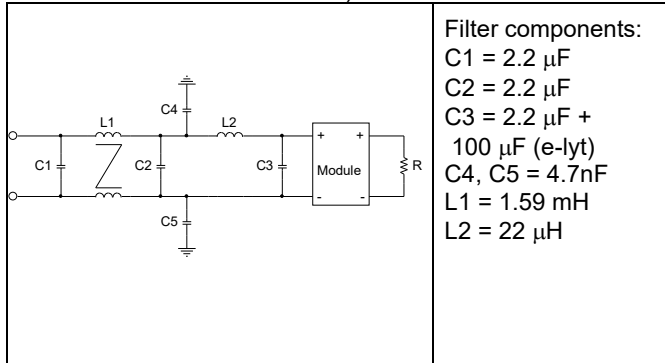 L1
C4
L2
C1
C2
C3
+
+
Module
-
-
R
C5
Filter components:
C1 = 2.2 μF
C2 = 2.2 μF
C3 = 2.2 μF +
100 μF (e-lyt)
C4, C5 = 4.7nF
L1 = 1.59 mH
L2 = 22 μH